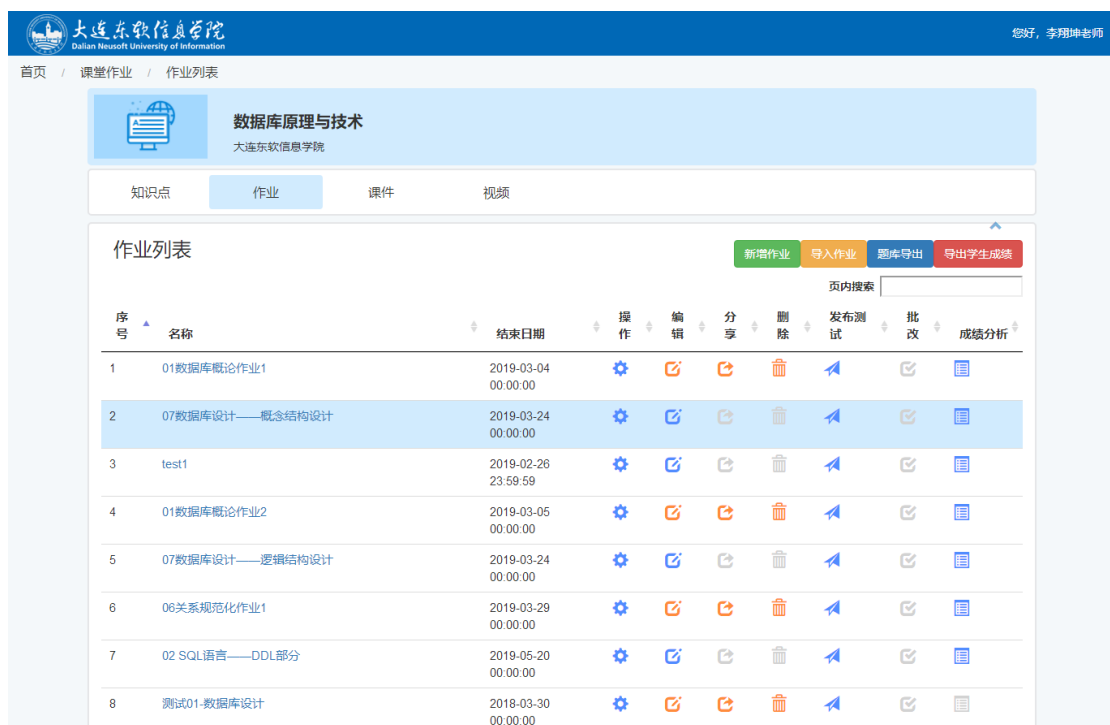 大连东软信息学院
Dalian Neusoft University of Information
您好，李翔坤老师
首页 / 课堂作业 / 作业列表
数据库原理与技术
大连东软信息学院
知识点 作业 课件 视频
作业列表
新增作业 导入作业 题库导出 导出学生成绩
页内搜索
序号 名称 结束日期 操作 编辑 分享 删除 发布测试 批改 成绩分析
1 01数据库概论作业1 2019-03-04
00:00:00
2 07数据库设计——概念结构设计 2019-03-24
00:00:00
3 test1 2019-02-26
23:59:59
4 01数据库概论作业2 2019-03-05
00:00:00
5 07数据库设计——逻辑结构设计 2019-03-24
00:00:00
6 06关系规范化作业1 2019-03-29
00:00:00
7 02 SQL语言——DDL部分 2019-05-20
00:00:00
8 测试01-数据库设计 2018-03-30
00:00:00